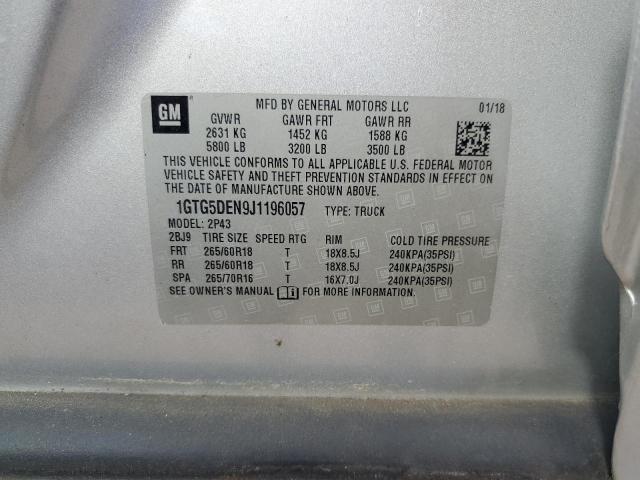 GM
MFD BY GENERAL MOTORS LLC 01/18
GVWR GAWR FRT GAWR RR
2631 KG 1452 KG 1588 KG
5800 LB 3200 LB 3500 LB
THIS VEHICLE CONFORMS TO ALL APPLICABLE U.S. FEDERAL MOTOR
VEHICLE SAFETY AND THEFT PREVENTION STANDARDS IN EFFECT ON
THE DATE OF MANUFACTURE SHOWN ABOVE.
1GTG5DEN9J1196057 TYPE: TRUCK
MODEL: 2P43
2BJ9 TIRE SIZE SPEED RTG RIM COLD TIRE PRESSURE
FRT 265/60R18 T 18X8.5J 240KPA(35PSI)
RR 265/60R18 T 18X8.5J 240KPA(35PSI)
SPA 265/70R16 T 16X7.0J 240KPA(35PSI)
SEE OWNER'S MANUAL FOR MORE INFORMATION.